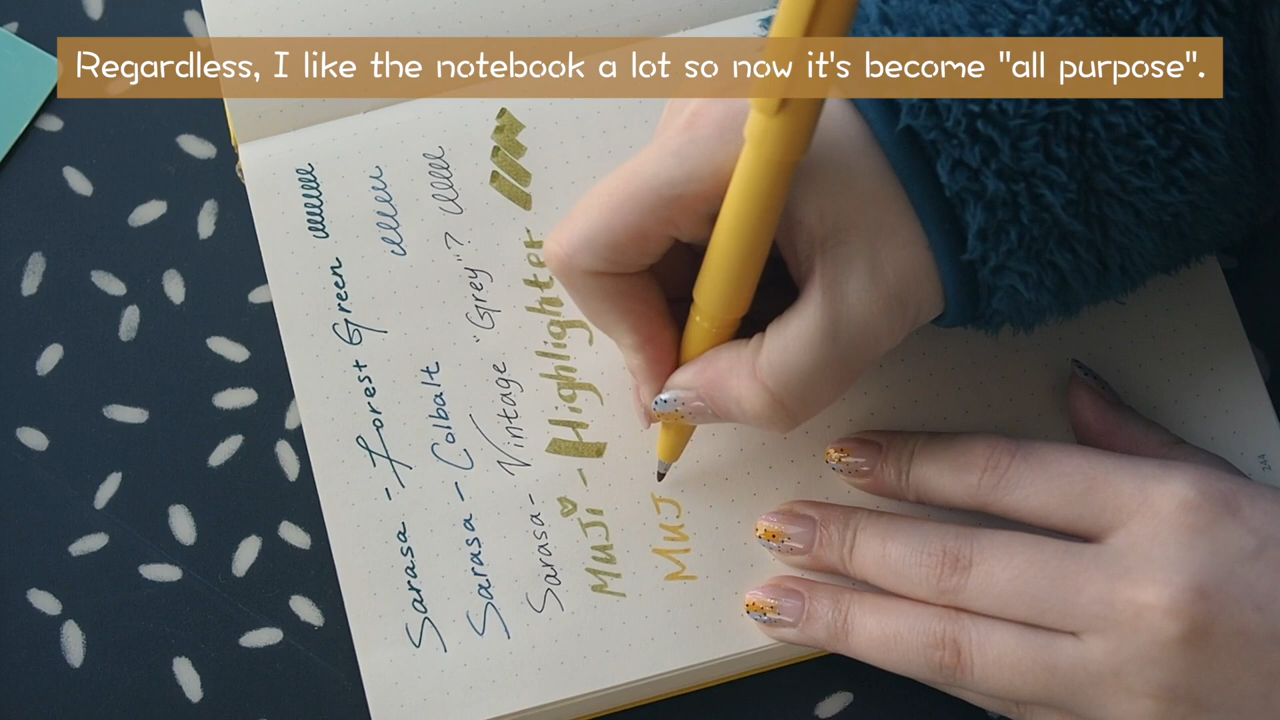 Regardless, I like the notebook a lot so now it's become "all purpose".
Sarasa - Forest Green
Sarasa - Colbalt
Sarasa - Vintage "Grey"?
MUJi - Highlighter
MUJ
244